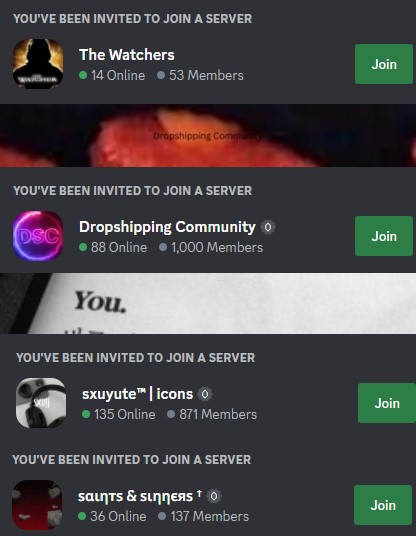 YOU'VE BEEN INVITED TO JOIN A SERVER
The Watchers
14 Online 53 Members
Join
Dropshipping Community
YOU'VE BEEN INVITED TO JOIN A SERVER
DSC
Dropshipping Community
88 Online 1,000 Members
Join
You.
YOU'VE BEEN INVITED TO JOIN A SERVER
sxuyute™ | icons
135 Online 871 Members
Join
YOU'VE BEEN INVITED TO JOIN A SERVER
sαιηтs & sιηηεяs †
36 Online 137 Members
Join